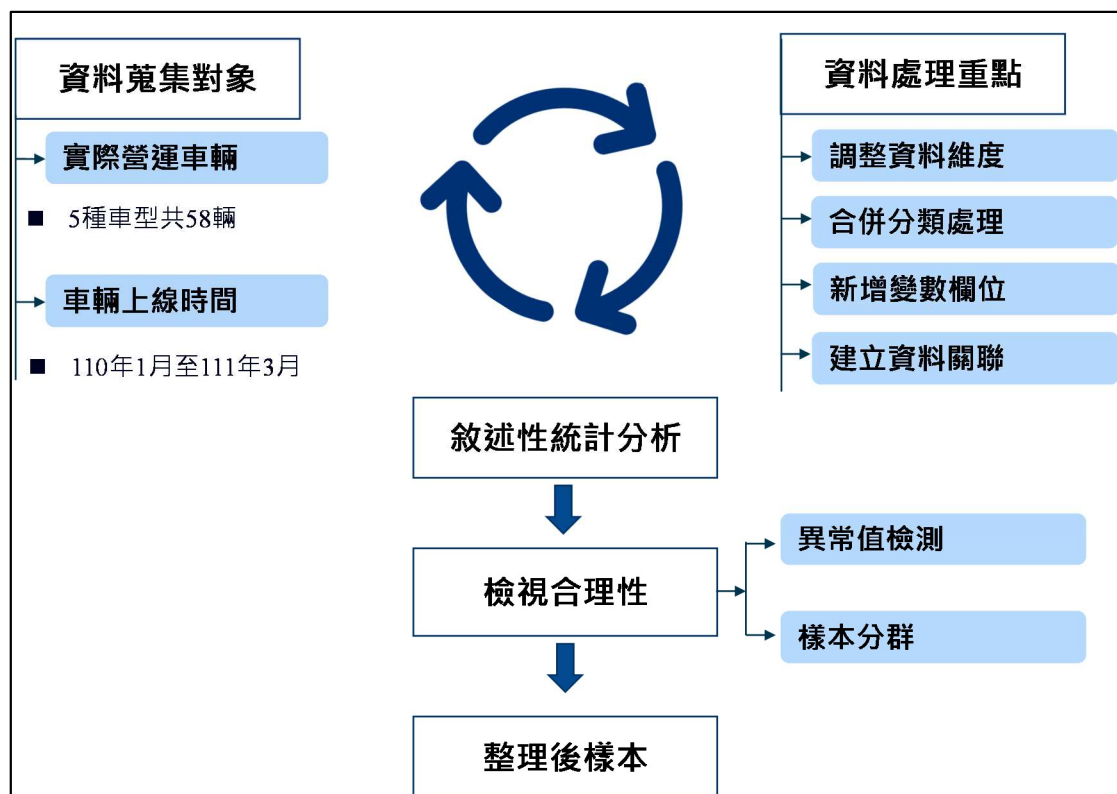 資料蒐集對象
實際營運車輛
■ 5種車型共58輛
車輛上線時間
■ 110年1月至111年3月
資料處理重點
調整資料維度
合併分類處理
新增變數欄位
建立資料關聯
敘述性統計分析
檢視合理性
異常值檢測
樣本分群
整理後樣本